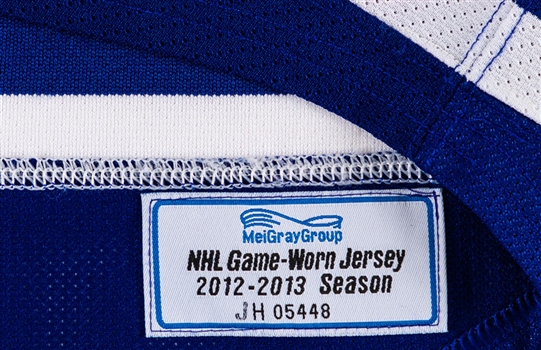 MeiGrayGroup
NHL Game-Worn Jersey
2012-2013 Season
JH 05448